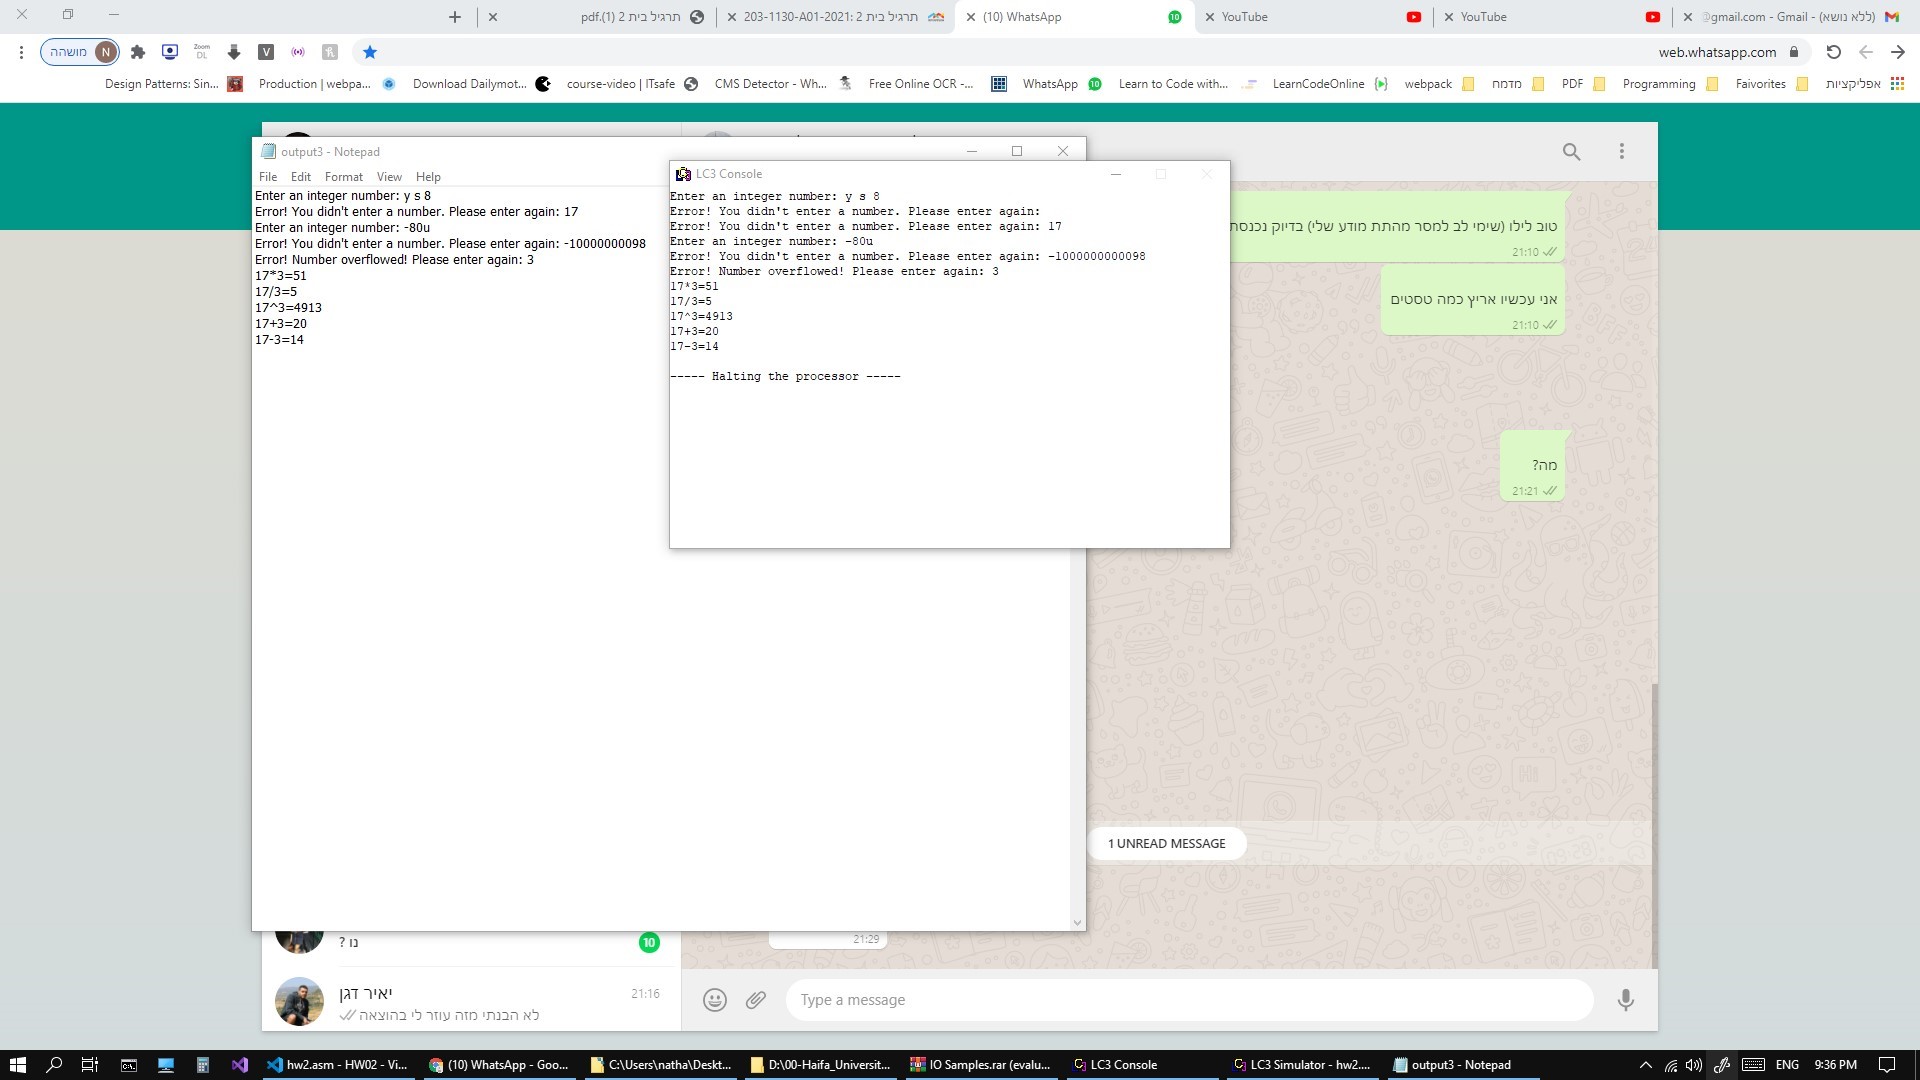 תרגיל בית 2 (1).pdf
203-1130-A01-2021: תרגיל בית 2
(10) WhatsApp
10
YouTube
YouTube
(ללא נושא) - gmail.com - Gmail
מושהה
N
Zoom
DL
V
web.whatsapp.com
Design Patterns: Sin...
Production | webpa...
Download Dailymot...
course-video | ITsafe
CMS Detector - Wh...
Free Online OCR -...
WhatsApp
10
Learn to Code with...
LearnCodeOnline
webpack
מדמח
PDF
Programming
Faivorites
אפליקציות
output3 - Notepad
File Edit Format View Help
Enter an integer number: y s 8
Error! You didn't enter a number. Please enter again: 17
Enter an integer number: -80u
Error! You didn't enter a number. Please enter again: -10000000098
Error! Number overflowed! Please enter again: 3
17*3=51
17/3=5
17^3=4913
17+3=20
17-3=14
LC3 Console
Enter an integer number: y s 8
Error! You didn't enter a number. Please enter again:
Error! You didn't enter a number. Please enter again: 17
Enter an integer number: -80u
Error! You didn't enter a number. Please enter again: -1000000000098
Error! Number overflowed! Please enter again: 3
17*3=51
17/3=5
17^3=4913
17+3=20
17-3=14
----- Halting the processor -----
טוב לילו (שימי לב למסר מהתת מודע שלי) בדיוק נכנסת
21:10
אני עכשיו אריץ כמה טסטים
21:10
מה?
21:21
1 UNREAD MESSAGE
21:29
נו ?
10
יאיר דגן
21:16
לא הבנתי מזה עוזר לי בהוצאה
Type a message
hw2.asm - HW02 - Vi...
(10) WhatsApp - Goo...
C:\Users\natha\Deskt...
D:\00-Haifa_Universit...
IO Samples.rar (evalu...
LC3 Console
LC3 Simulator - hw2....
output3 - Notepad
ENG
9:36 PM